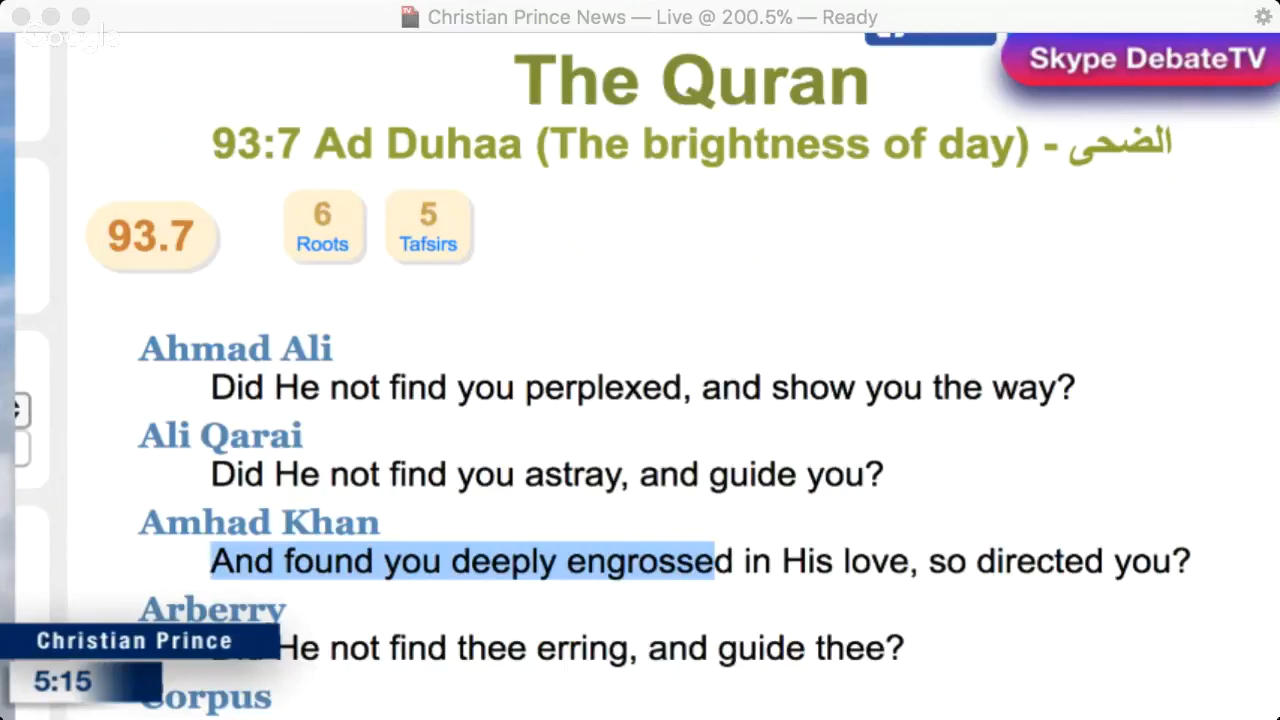 Christian Prince News — Live @ 200.5% — Ready
Google
Skype DebateTV
The Quran
93:7 Ad Duhaa (The brightness of day) - الضحى
93.7
6
Roots
5
Tafsirs
Ahmad Ali
Did He not find you perplexed, and show you the way?
Ali Qarai
Did He not find you astray, and guide you?
Amhad Khan
And found you deeply engrossed in His love, so directed you?
Arberry
He not find thee erring, and guide thee?
Christian Prince
5:15
Corpus